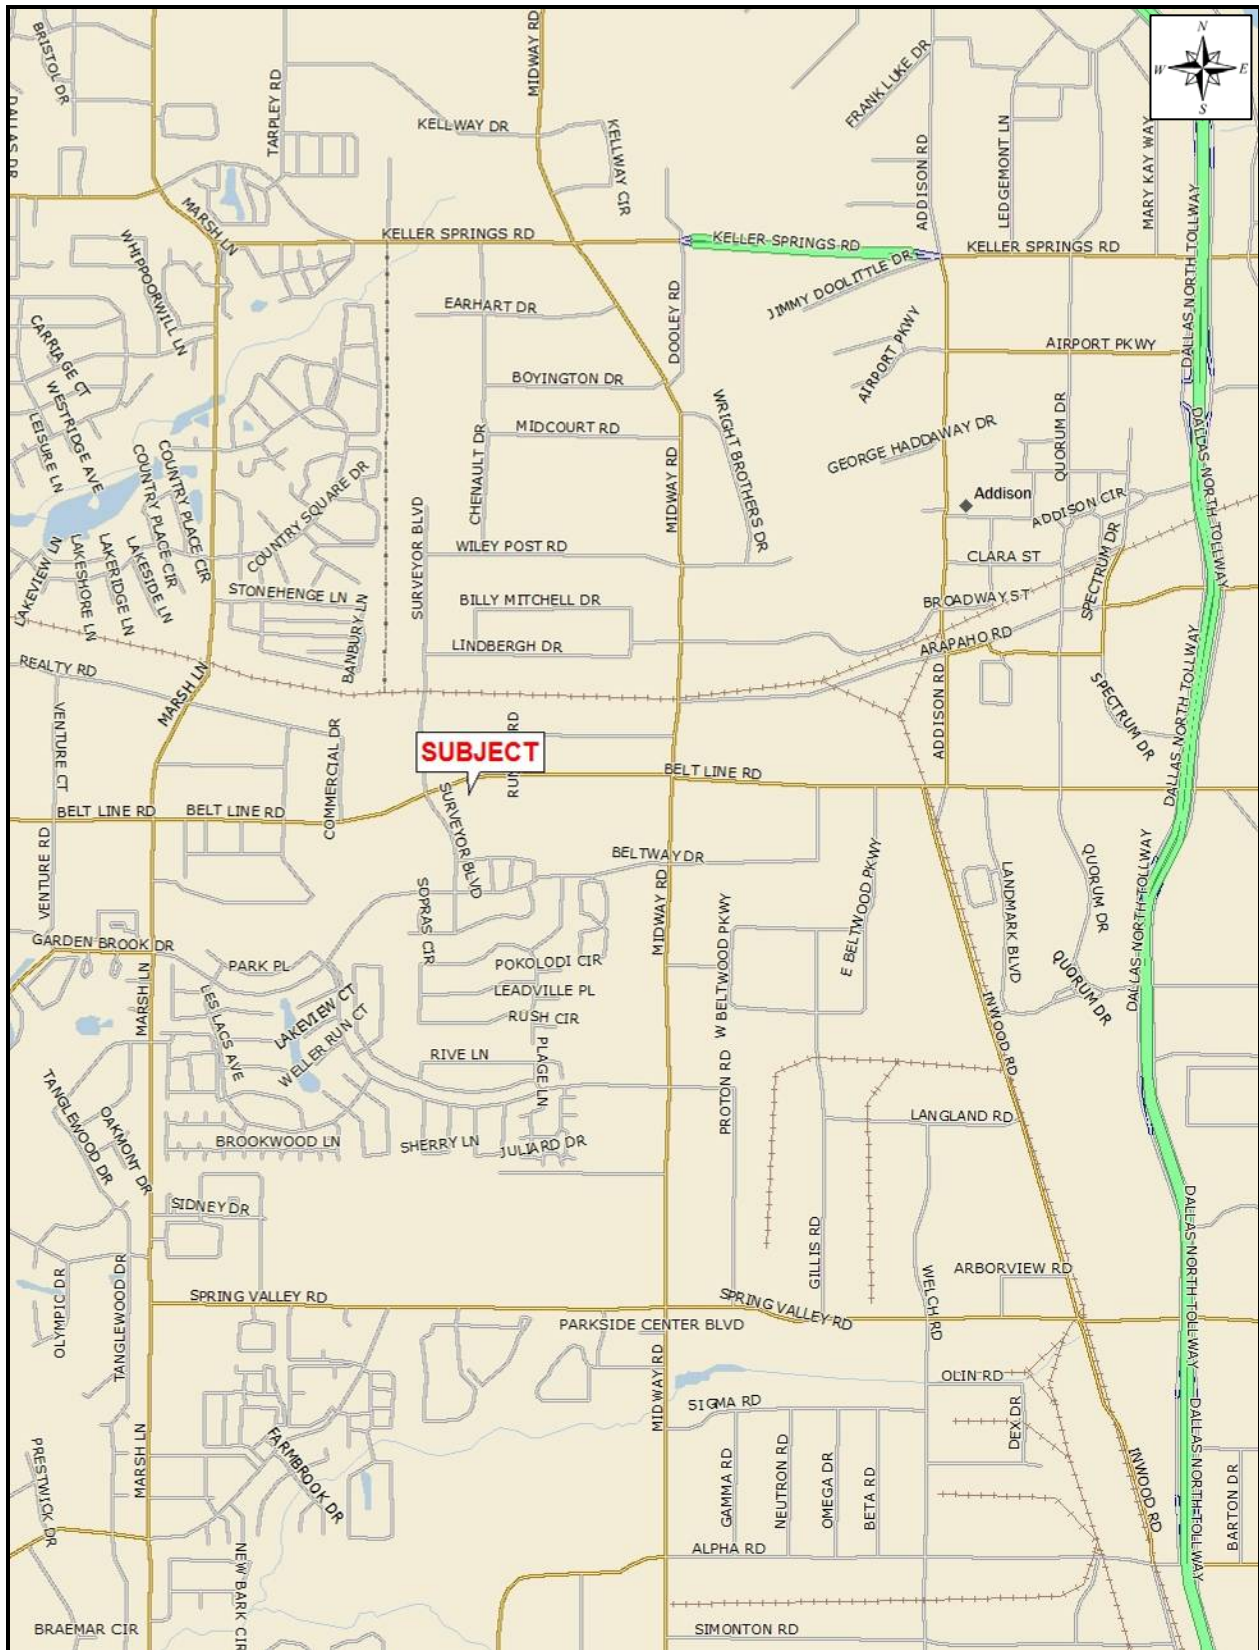 BRISTOL DR
DALLAS DR
TARPLEY RD
MIDWAY RD
KELLWAY DR
KELLWAY CIR
FRANK LUKE DR
ADDISON RD
LEDGEMONT LN
MARY KAY WAY
N
W
E
S
DALLAS NORTH TOLLWAY
MARSH LN
WHIPPOORWILL LN
KELLER SPRINGS RD
KELLER SPRINGS RD
KELLER SPRINGS RD
JIMMY DOOLITTLE DR
EARHART DR
DOOLEY RD
AIRPORT PKWY
AIRPORT PKWY
CARRIAGE CT
WESTRIDGE AVE
LEISURE LN
BOYINGTON DR
MIDCOURT RD
WRIGHT BROTHERS DR
GEORGE HADDAWAY DR
QUORUM DR
DALLAS NORTH TOLLWAY
COUNTRY PLACE CIR
COUNTRY PLACE CIR
COUNTRY SQUARE DR
CHENAULT DR
SURVEYOR BLVD
MIDWAY RD
Addison
ADDISON CIR
LAKEVIEW LN
LAKESHORE LN
LAKERIDGE LN
LAKESIDE LN
STONEHENGE LN
BANBURY LN
WILEY POST RD
BILLY MITCHELL DR
LINDBERGH DR
CLARA ST
BROADWAY ST
SPECTRUM DR
ARAPAHO RD
REALTY RD
MARSH LN
VENTURE CT
COMMERCIAL DR
ADDISON RD
SPECTRUM DR
DALLAS NORTH TOLLWAY
SUBJECT
RUN
RD
BELT LINE RD
BELT LINE RD
BELT LINE RD
SURVEYOR BLVD
VENTURE RD
BELTWAY DR
MIDWAY RD
W BELTWOOD PKWY
E BELTWOOD PKWY
LANDMARK BLVD
QUORUM DR
QUORUM DR
DALLAS NORTH TOLLWAY
GARDEN BROOK DR
MARSH LN
PARK PL
SOPRAS CIR
POKOLODI CIR
LEADVILLE PL
RUSH CIR
LES LACS AVE
LAKEVIEW CT
WELLER RUN CT
RIVE LN
PLAGE LN
PROTON RD
INWOOD RD
LANGLAND RD
TANGLEWOOD DR
OAKMONT DR
BROOKWOOD LN
SHERRY LN
JULIARD DR
SIDNEY DR
OLYMPIC DR
TANGLEWOOD DR
GILLIS RD
WELCH RD
ARBORVIEW RD
DALLAS NORTH TOLLWAY
SPRING VALLEY RD
SPRING VALLEY RD
PARKSIDE CENTER BLVD
MIDWAY RD
SIGMA RD
OLIN RD
DEX DR
DALLAS NORTH TOLLWAY
PRESTWICK DR
MARSH LN
FARMBROOK DR
GAMMA RD
NEUTRON RD
OMEGA DR
BETA RD
INWOOD RD
BARTON DR
ALPHA RD
NEW BARK CIR
BRAEMAR CIR
SIMONTON RD